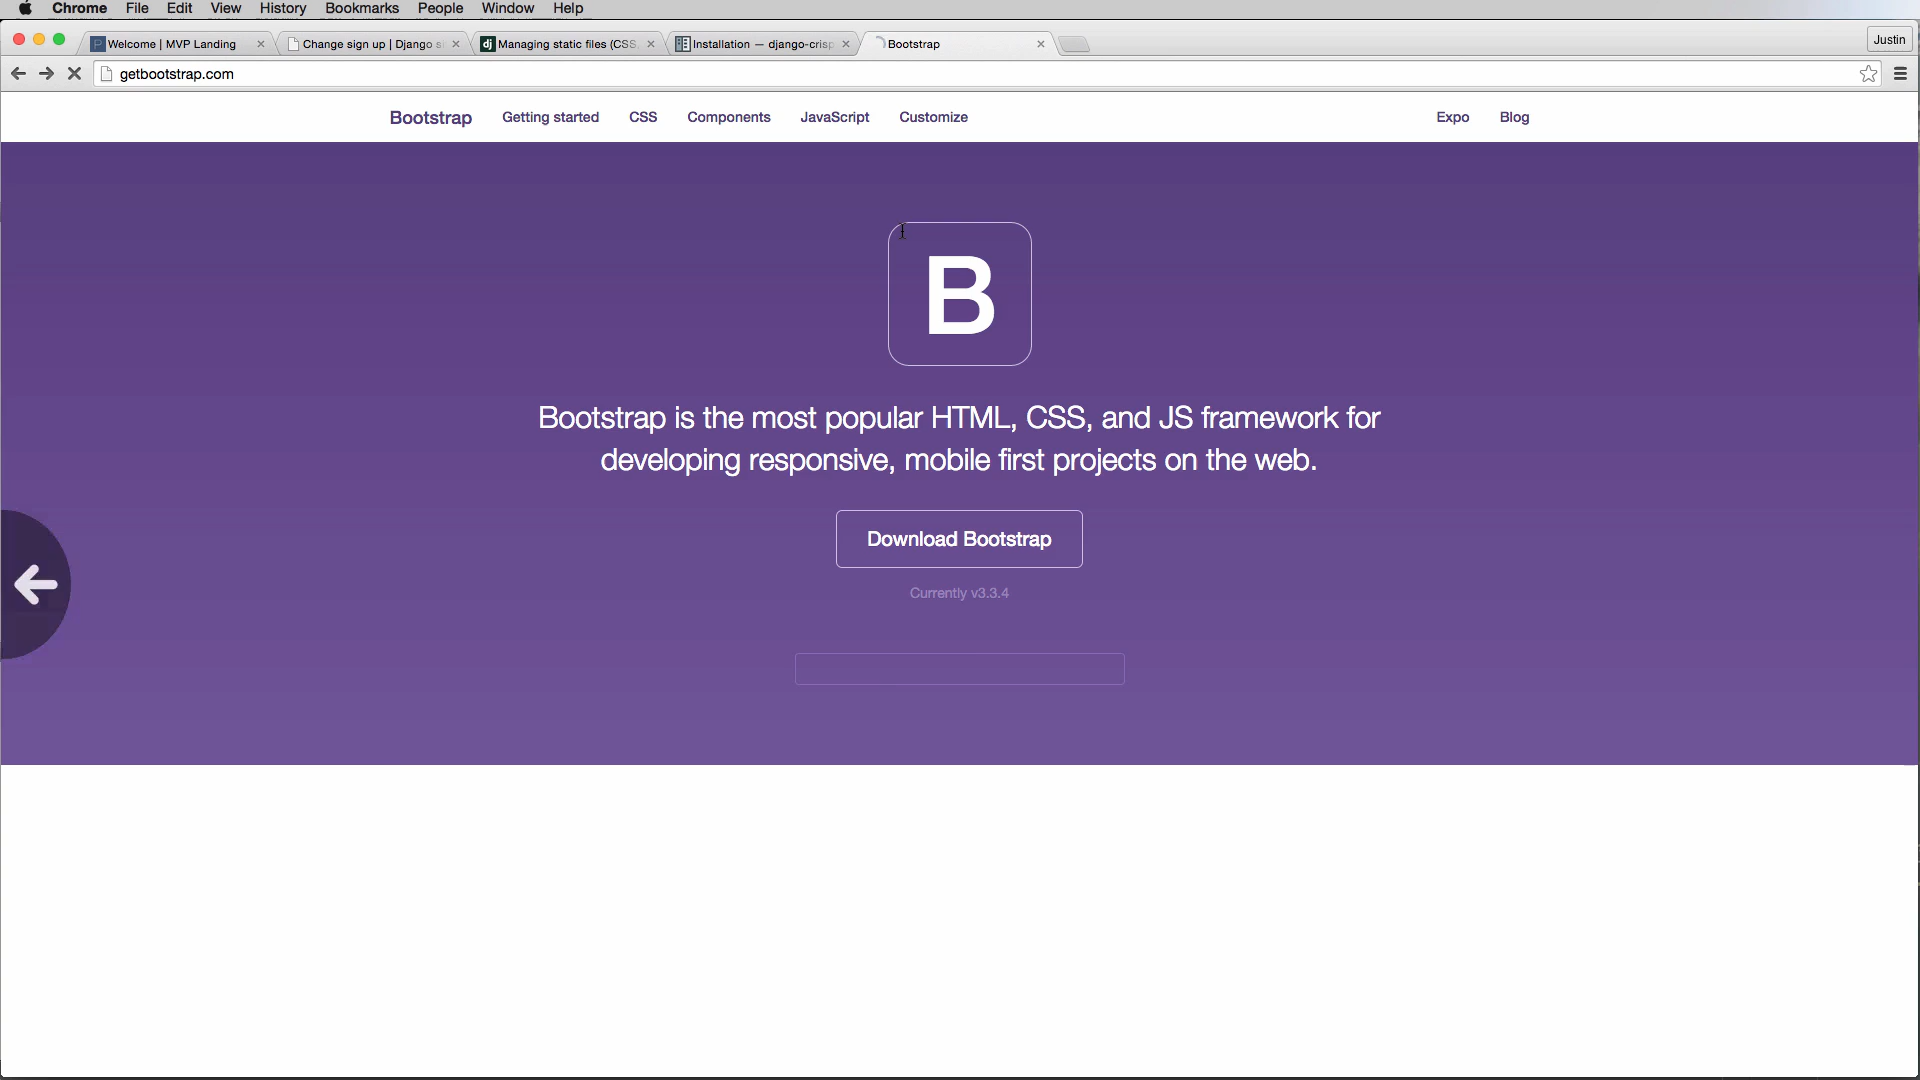 Chrome File Edit View History Bookmarks People Window Help
Welcome | MVP Landing
Change sign up | Django s
dj Managing static files (CSS,
Installation — django-crisp
Bootstrap
Justin
getbootstrap.com
Bootstrap Getting started CSS Components JavaScript Customize Expo Blog
B
Bootstrap is the most popular HTML, CSS, and JS framework for
developing responsive, mobile first projects on the web.
Download Bootstrap
Currently v3.3.4